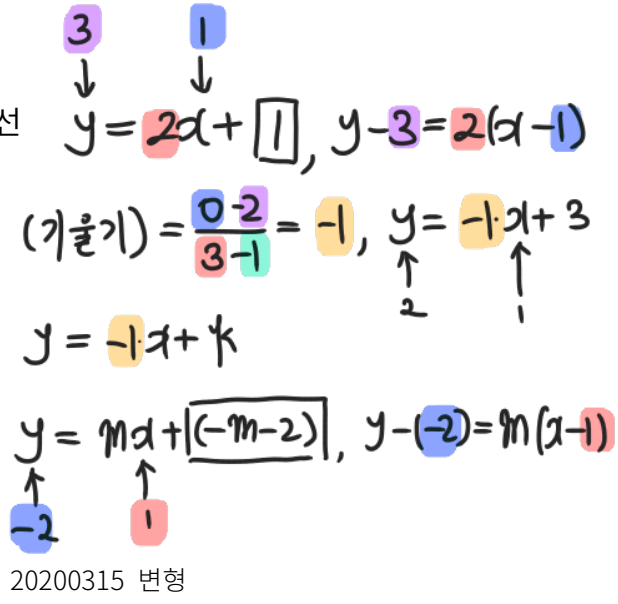 3 1
↓ ↓
선 y=2x+1, y-3=2(x-1)
(기울기)=0-2/3-1=-1, y=-1·x+3
↑ ↑
2 1
y=-1·x+k
y=mx+(-m-2), y-(-2)=m(x-1)
↑ ↑
-2 1
20200315 변형